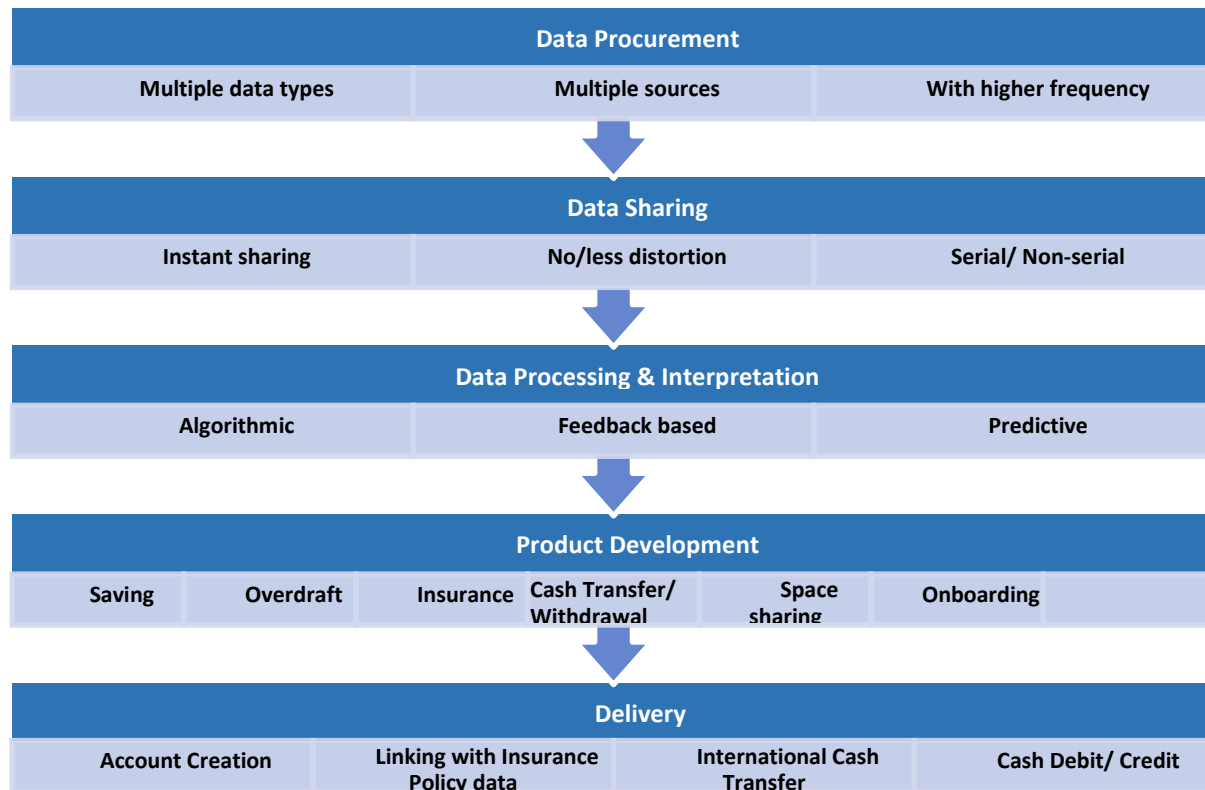 Data Procurement
Multiple data types
Multiple sources
With higher frequency
Data Sharing
Instant sharing
No/less distortion
Serial/ Non-serial
Data Processing & Interpretation
Algorithmic
Feedback based
Predictive
Product Development
Saving
Overdraft
Insurance
Cash Transfer/
Withdrawal
Space
sharing
Onboarding
Delivery
Account Creation
Linking with Insurance
Policy data
International Cash
Transfer
Cash Debit/ Credit